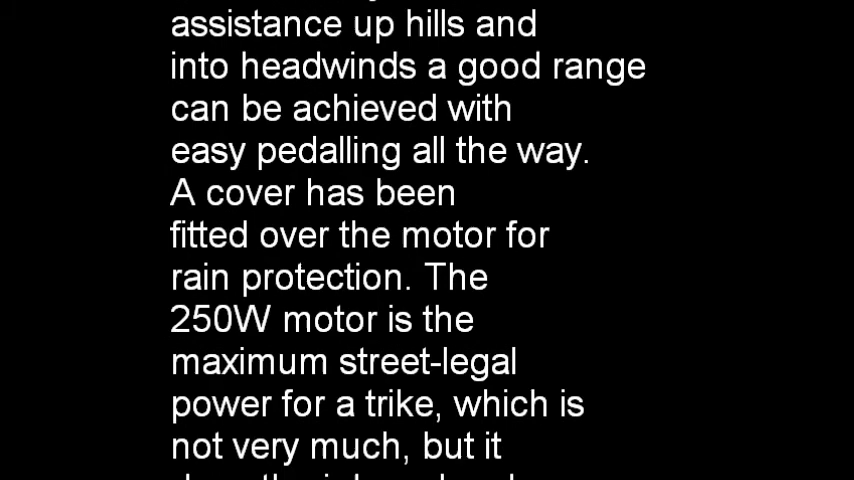 assistance up hills and
into headwinds a good range
can be achieved with
easy pedalling all the way.
A cover has been
fitted over the motor for
rain protection. The
250W motor is the
maximum street-legal
power for a trike, which is
not very much, but it